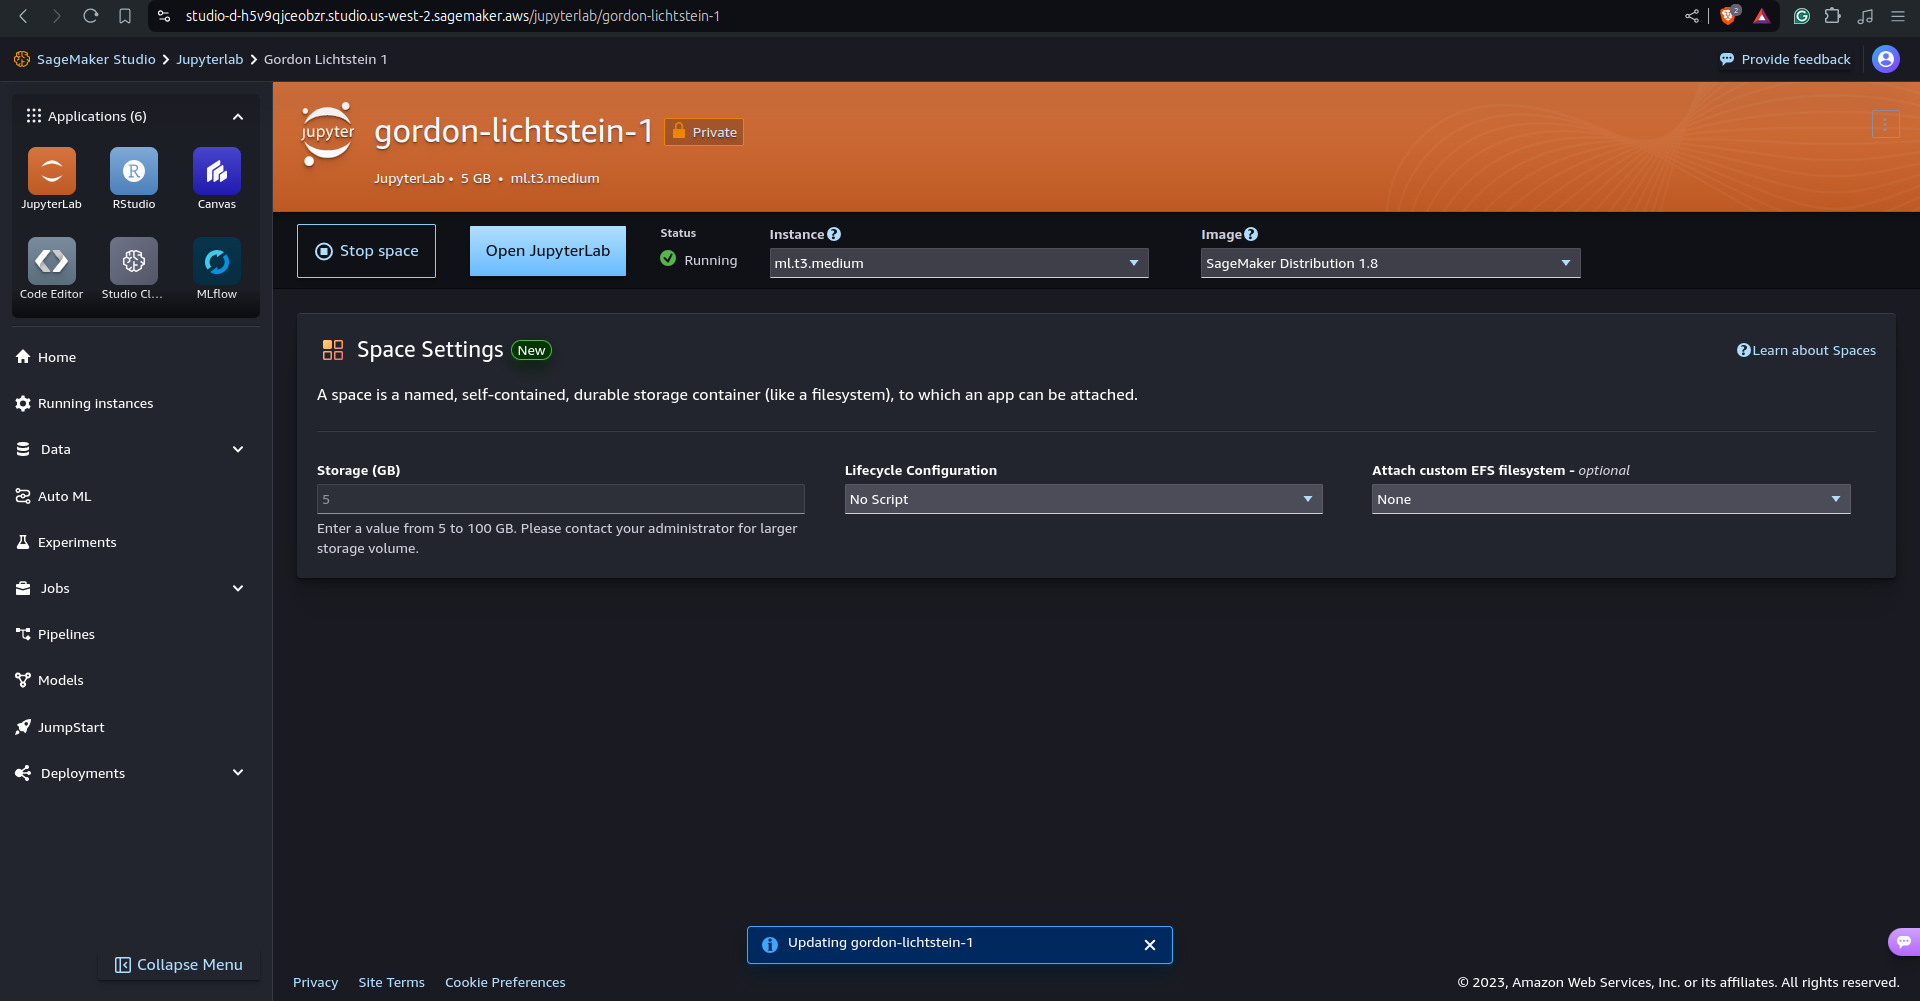 studio-d-h5v9qjceobzr.studio.us-west-2.sagemaker.aws/jupyterlab/gordon-lichtstein-1
2
SageMaker Studio
Jupyterlab
Gordon Lichtstein 1
Provide feedback
Applications (6)
JupyterLab
R
RStudio
Canvas
Code Editor
Studio Cl...
MLflow
Home
Running instances
Data
Auto ML
Experiments
Jobs
Pipelines
Models
JumpStart
Deployments
Collapse Menu
jupyter
gordon-lichtstein-1
Private
JupyterLab • 5 GB • ml.t3.medium
Stop space
Open JupyterLab
Status
Running
Instance
ml.t3.medium
Image
SageMaker Distribution 1.8
Space Settings
New
Learn about Spaces
A space is a named, self-contained, durable storage container (like a filesystem), to which an app can be attached.
Storage (GB)
5
Enter a value from 5 to 100 GB. Please contact your administrator for larger
storage volume.
Lifecycle Configuration
No Script
Attach custom EFS filesystem - optional
None
Updating gordon-lichtstein-1
Privacy
Site Terms
Cookie Preferences
© 2023, Amazon Web Services, Inc. or its affiliates. All rights reserved.